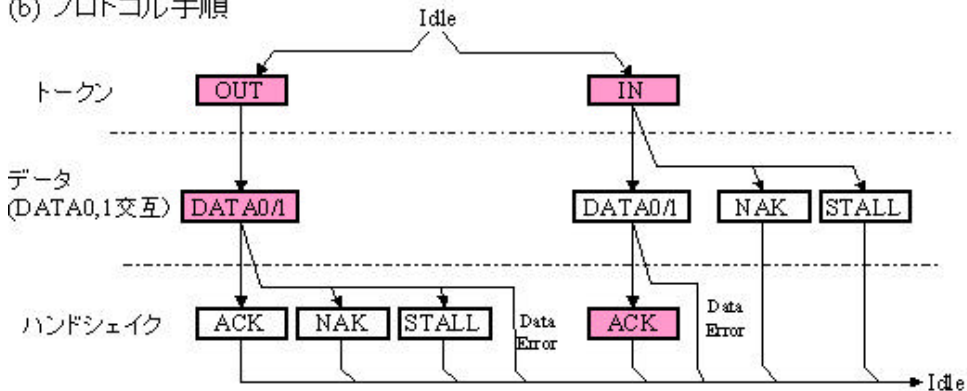 (b) プロトコル手順
Idle
トークン
OUT
IN
データ
(DATA0,1交互)
DATA0/1
DATA0/1
NAK
STALL
ハンドシェイク
ACK
NAK
STALL
Data
Error
ACK
Data
Error
Idle